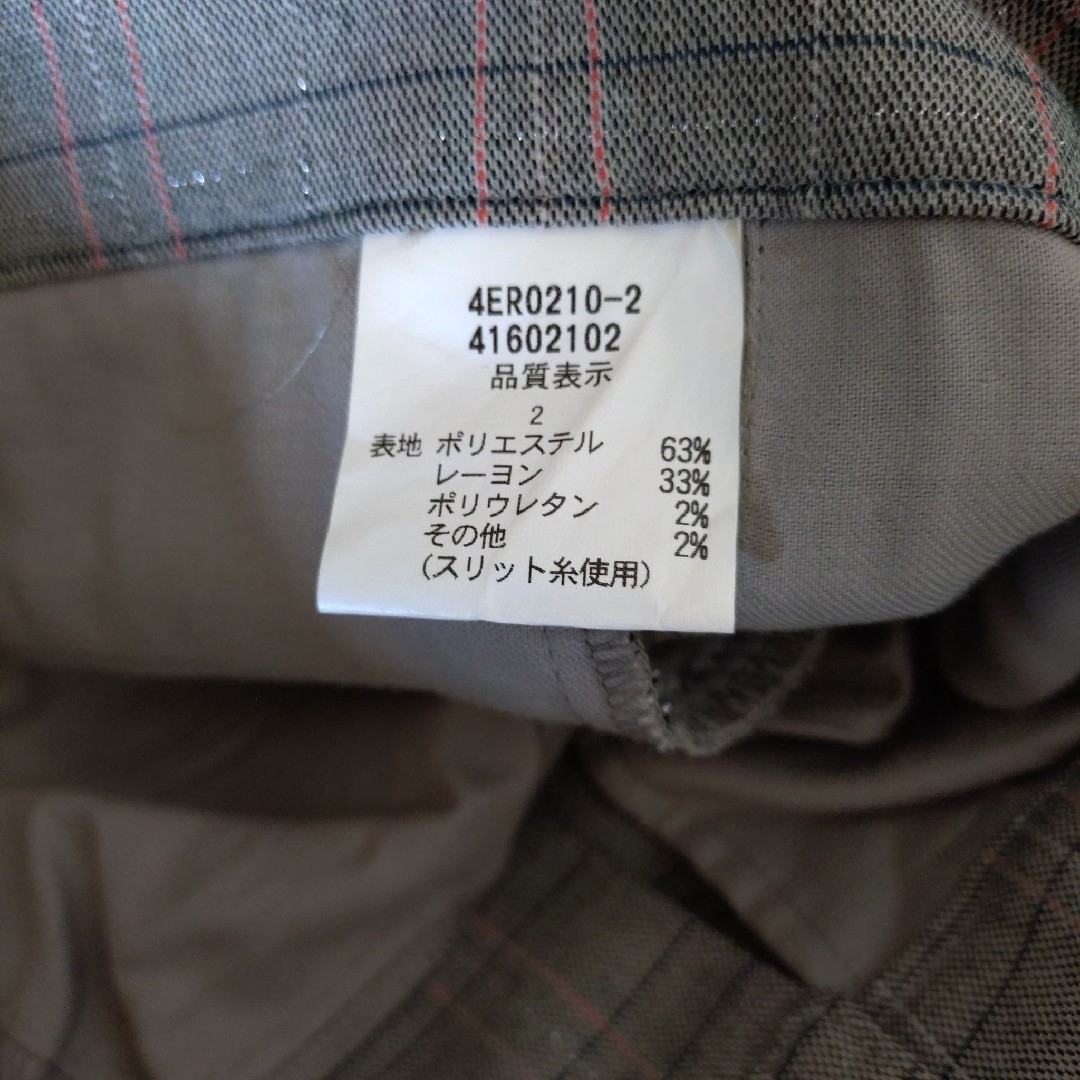 4ER0210-2
41602102
品質表示
2
表地 ポリエステル 63%
レーヨン 33%
ポリウレタン 2%
その他 2%
(スリット糸使用)